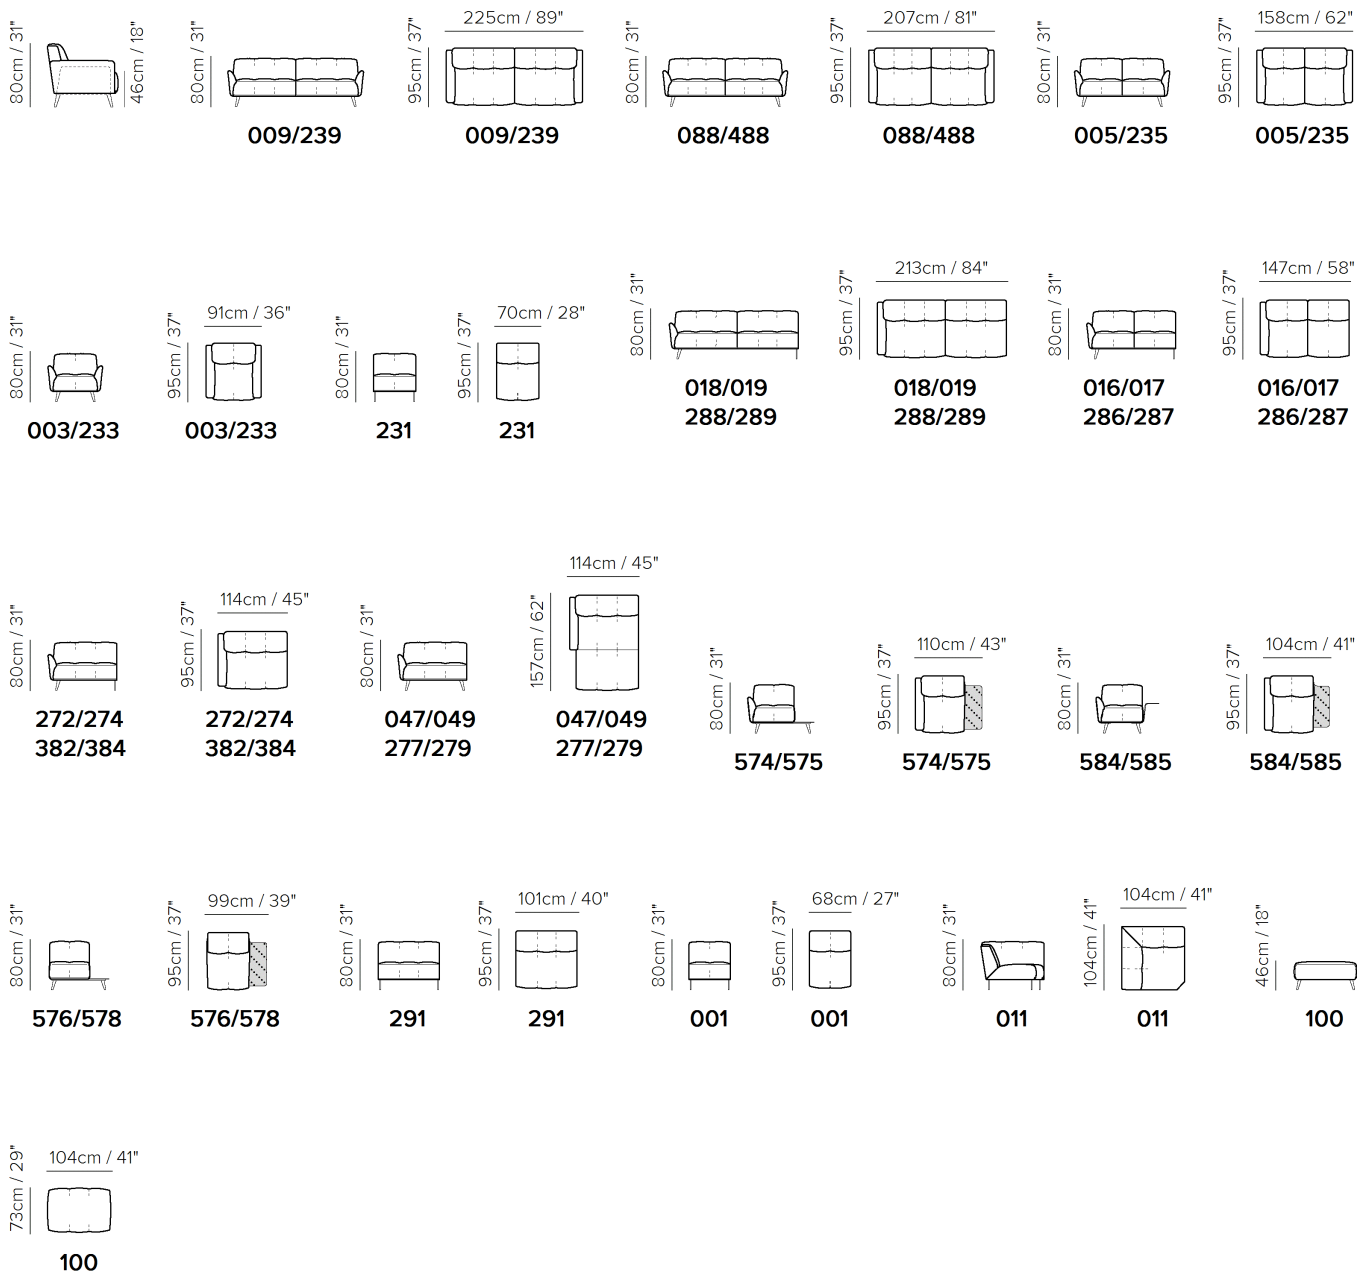 80cm / 31"
46cm / 18"
80cm / 31"
009/239
95cm / 37"
225cm / 89"
009/239
80cm / 31"
088/488
95cm / 37"
207cm / 81"
088/488
80cm / 31"
005/235
95cm / 37"
158cm / 62"
005/235
80cm / 31"
003/233
95cm / 37"
91cm / 36"
003/233
80cm / 31"
231
95cm / 37"
70cm / 28"
231
80cm / 31"
018/019
288/289
95cm / 37"
213cm / 84"
018/019
288/289
80cm / 31"
016/017
286/287
95cm / 37"
147cm / 58"
016/017
286/287
80cm / 31"
272/274
382/384
95cm / 37"
114cm / 45"
272/274
382/384
80cm / 31"
047/049
277/279
157cm / 62"
114cm / 45"
047/049
277/279
80cm / 31"
574/575
95cm / 37"
110cm / 43"
574/575
80cm / 31"
584/585
95cm / 37"
104cm / 41"
584/585
80cm / 31"
576/578
95cm / 37"
99cm / 39"
576/578
80cm / 31"
291
95cm / 37"
101cm / 40"
291
80cm / 31"
001
95cm / 37"
68cm / 27"
001
80cm / 31"
011
104cm / 41"
104cm / 41"
011
46cm / 18"
100
73cm / 29"
104cm / 41"
100